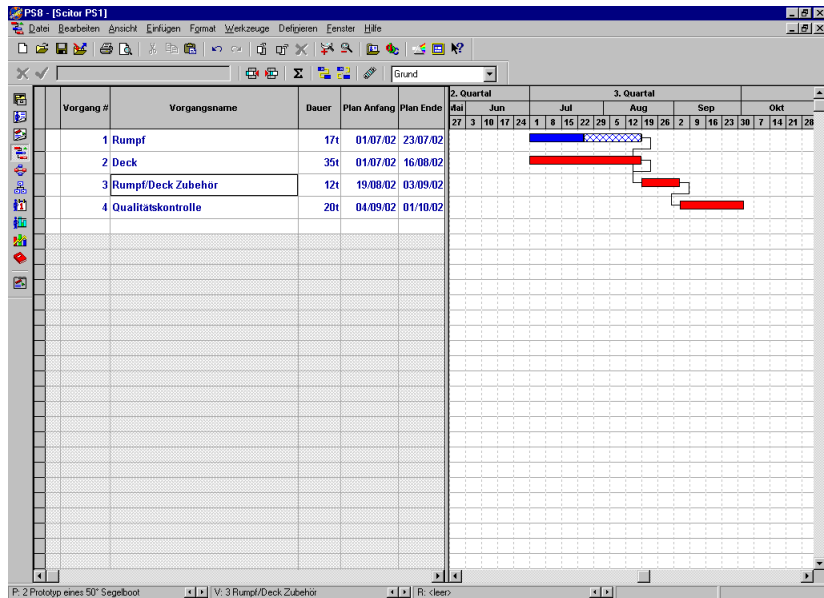 PS8 - [Scitor PS1]
Datei Bearbeiten Ansicht Einfügen Format Werkzeuge Definieren Fenster Hilfe
Grund
Vorgang # Vorgangsname Dauer Plan Anfang Plan Ende
2. Quartal 3. Quartal
Mai Jun Jul Aug Sep Okt
27 3 10 17 24 1 8 15 22 29 5 12 19 26 2 9 16 23 30 7 14 21 28
1 Rumpf 17t 01/07/02 23/07/02
2 Deck 35t 01/07/02 16/08/02
3 Rumpf/Deck Zubehör 12t 19/08/02 03/09/02
4 Qualitätskontrolle 20t 04/09/02 01/10/02
P: 2 Prototyp eines 50° Segelboot V: 3 Rumpf/Deck Zubehör R: <leer>